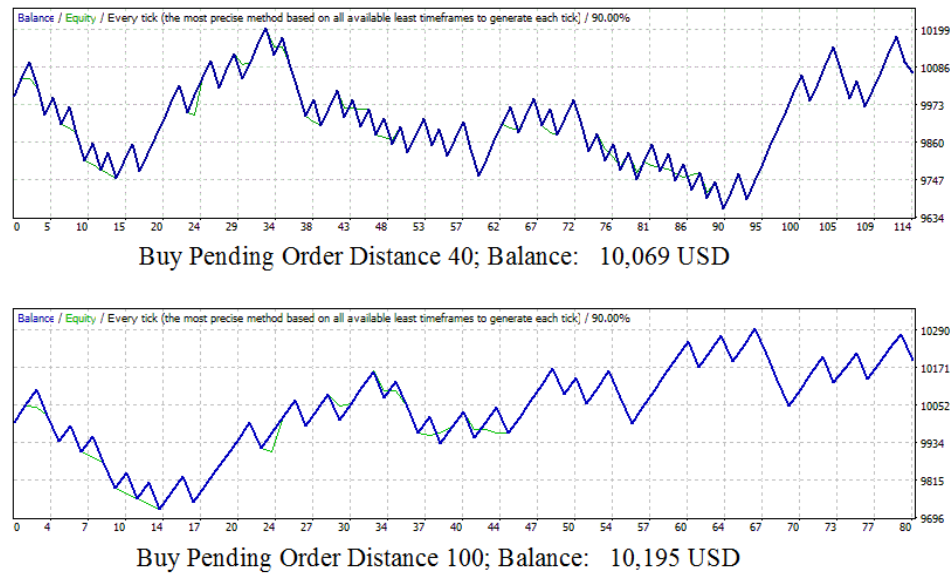 Balance / Equity / Every tick (the most precise method based on all available least timeframes to generate each tick) / 90.00%
10199
10086
9973
9860
9747
9634
0 5 10 15 20 24 29 34 39 43 48 53 57 62 67 72 76 81 86 91 95 100 105 109 114
Buy Pending Order Distance 40; Balance: 10,069 USD
Balance / Equity / Every tick (the most precise method based on all available least timeframes to generate each tick) / 90.00%
10290
10171
10052
9934
9815
9696
0 4 7 10 14 17 20 24 27 30 34 37 40 44 47 50 54 57 60 64 67 70 73 77 80
Buy Pending Order Distance 100; Balance: 10,195 USD